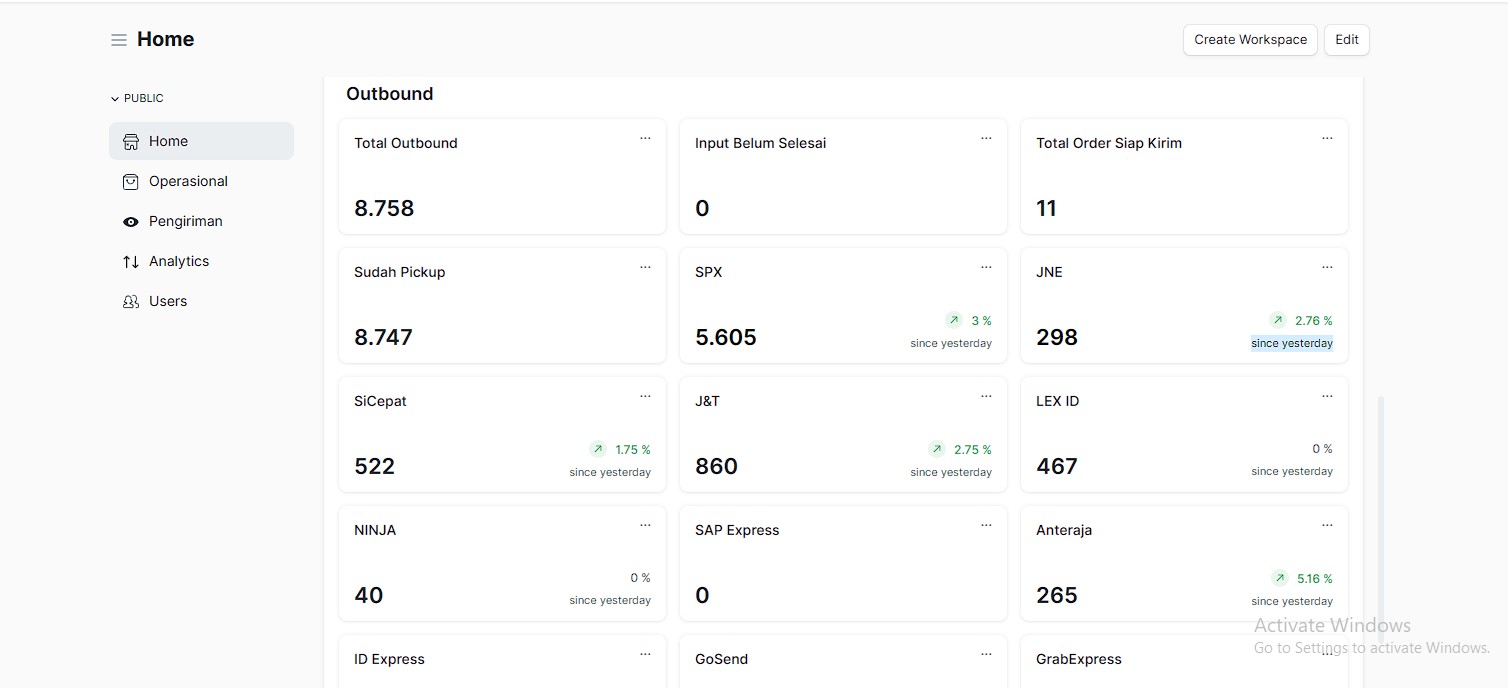 Home
Create Workspace
Edit
PUBLIC
Home
Operasional
Pengiriman
Analytics
Users
Outbound
Total Outbound
...
8.758
Input Belum Selesai
...
0
Total Order Siap Kirim
...
11
Sudah Pickup
...
8.747
SPX
...
3 %
5.605
since yesterday
JNE
...
2.76 %
298
since yesterday
SiCepat
...
1.75 %
522
since yesterday
J&T
...
2.75 %
860
since yesterday
LEX ID
...
0 %
467
since yesterday
NINJA
...
0 %
40
since yesterday
SAP Express
...
0
Anteraja
...
5.16 %
265
since yesterday
ID Express
...
GoSend
...
GrabExpress
...
Activate Windows
Go to Settings to activate Windows.